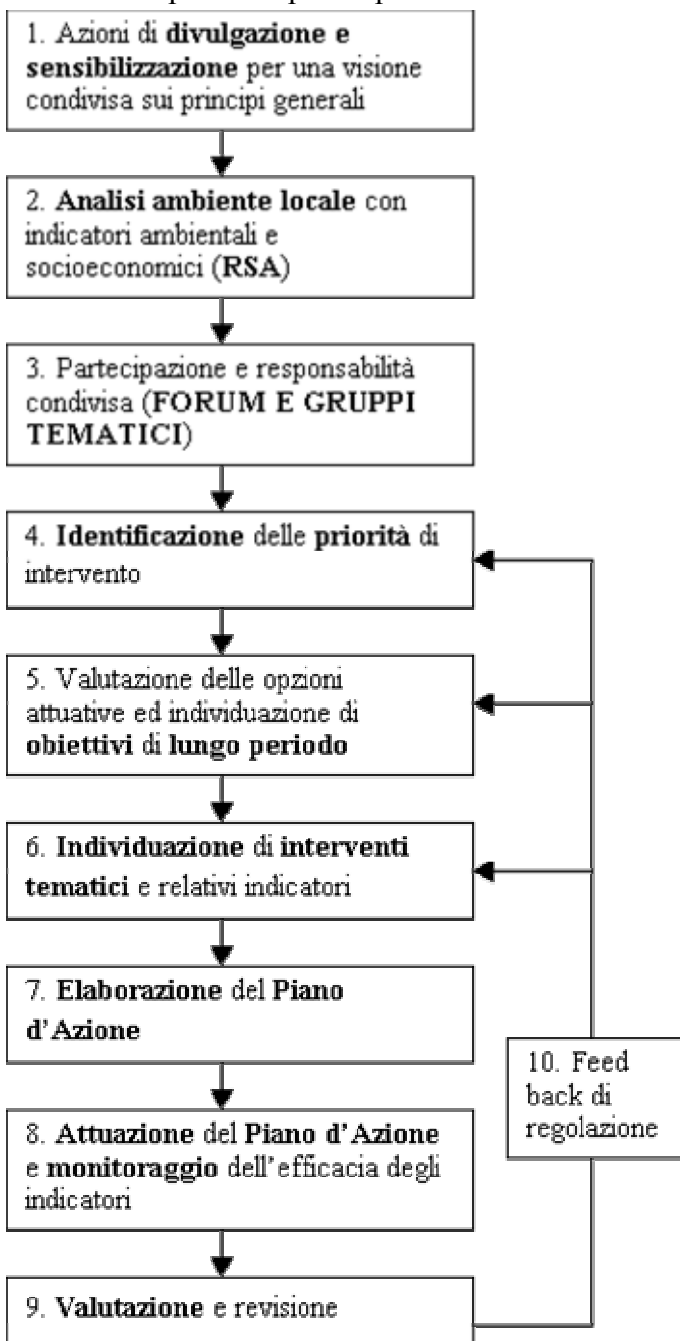 1. Azioni di divulgazione e
sensibilizzazione per una visione
condivisa sui principi generali
2. Analisi ambiente locale con
indicatori ambientali e
socioeconomici (RSA)
3. Partecipazione e responsabilità
condivisa (FORUM E GRUPPI
TEMATICI)
4. Identificazione delle priorità di
intervento
5. Valutazione delle opzioni
attuative ed individuazione di
obiettivi di lungo periodo
6. Individuazione di interventi
tematici e relativi indicatori
7. Elaborazione del Piano
d'Azione
8. Attuazione del Piano d'Azione
e monitoraggio dell'efficacia degli
indicatori
9. Valutazione e revisione
10. Feed
back di
regolazione